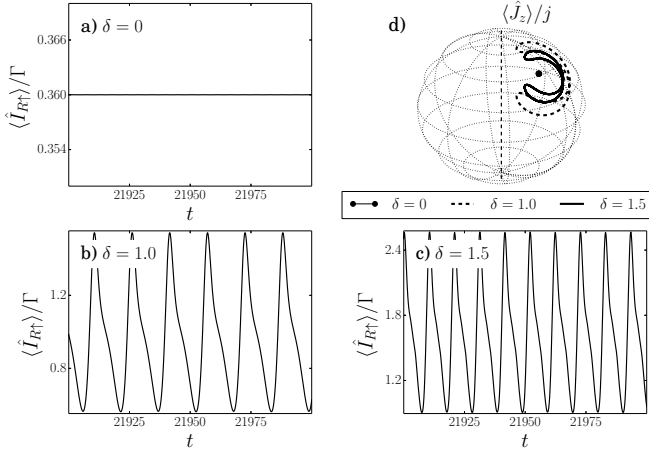 a) δ = 0
⟨Î_{R↑}⟩/Γ
0.366
0.360
0.354
21925 21950 21975
t
d)
⟨Ĵ_z⟩/j
δ = 0 δ = 1.0 δ = 1.5
b) δ = 1.0
⟨Î_{R↑}⟩/Γ
1.2
0.8
21925 21950 21975
t
c) δ = 1.5
⟨Î_{R↑}⟩/Γ
2.4
1.8
1.2
21925 21950 21975
t